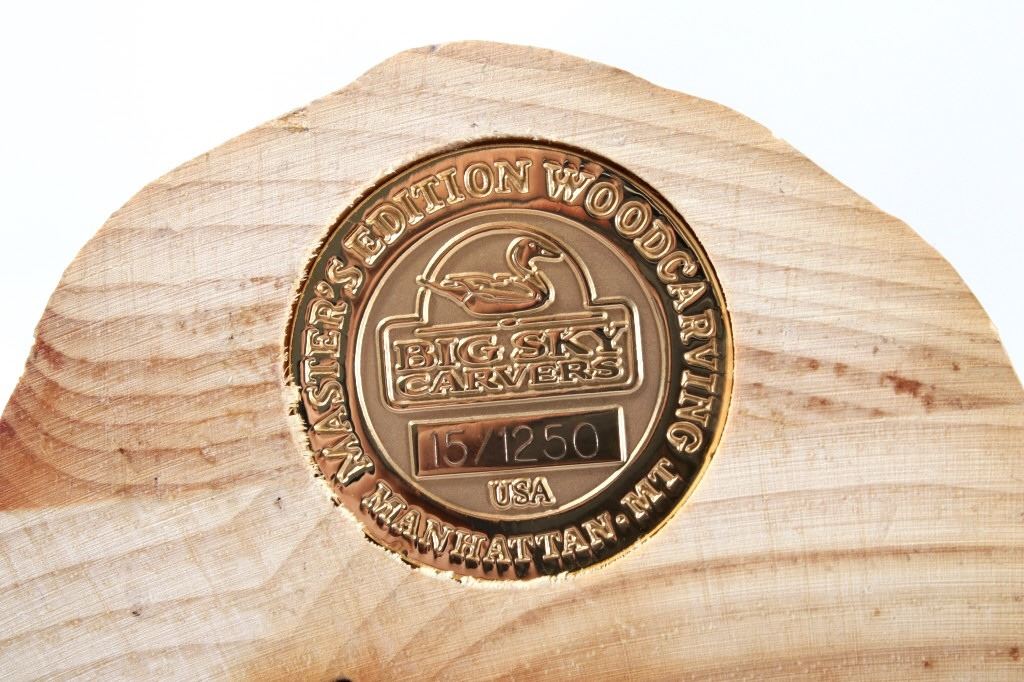 MASTER'S EDITION WOODCARVING
BIG SKY
CARVERS
15/1250
USA
MANHATTAN · MT